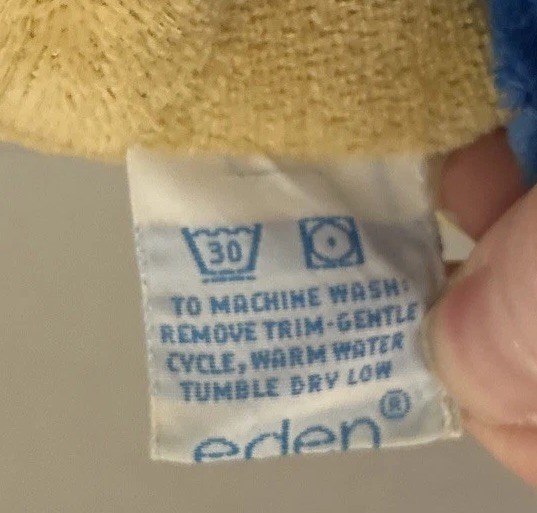 30
TO MACHINE WASH:
REMOVE TRIM-GENTLE
CYCLE, WARM WATER
TUMBLE DRY LOW
eden®